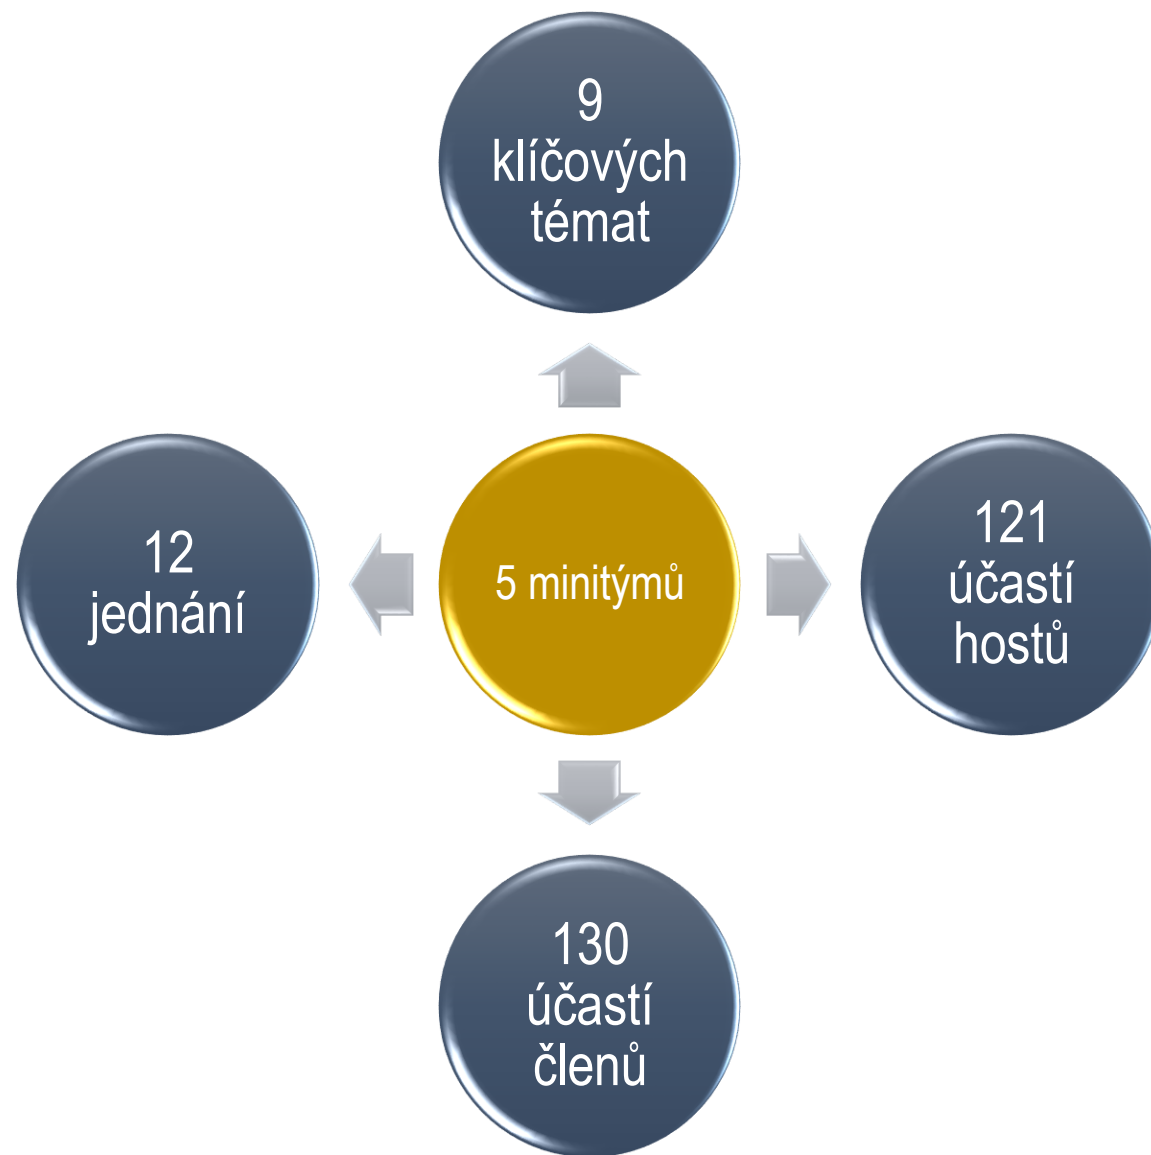 9
klíčových
témat
12
jednání
5 minitýmů
121
účastí
hostů
130
účastí
členů